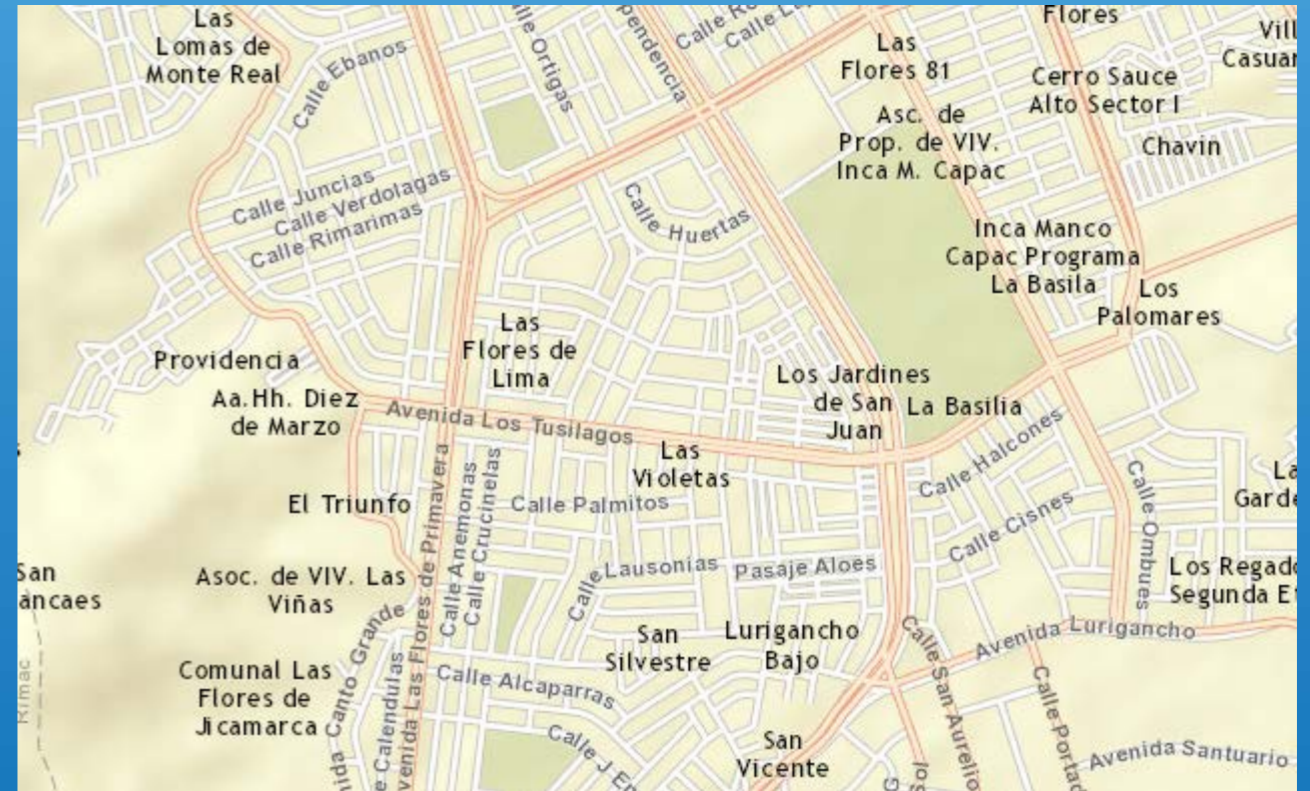 Las
Lomas de
Monte Real
Calle Ebanos
Calle Ortigas
Las
Flores 81
Flores
Cerro Sauce
Alto Sector I
Chavin
Asc. de
Prop. de VIV.
Inca M. Capac
Calle Juncias
Calle Verdolagas
Calle Rimarimas
Calle Huertas
Inca Manco
Capac Programa
La Basila
Los
Palomares
Las
Flores de
Lima
Providencia
Aa.Hh. Diez
de Marzo
Avenida Los Tusilagos
Los Jardines
de San
Juan
La Basilia
Las
Violetas
Calle Halcones
El Triunfo
Calle Anemonas
Calle Crucinelas
Calle Palmitos
Calle Cisnes
Calle Ombues
Asoc. de VIV. Las
Viñas
Calle Lausonias
Pasaje Aloes
San
Los
Segunda
San
Silvestre
Lurigancho
Bajo
Avenida Lurigancho
Comunal Las
Flores de
Jicamarca
Canto Grande
Calendulas
Las Flores de Primavera
Calle Alcaparras
Calle San Aurelio
Rimac
Calle J
San
Vicente
Avenida Santuario